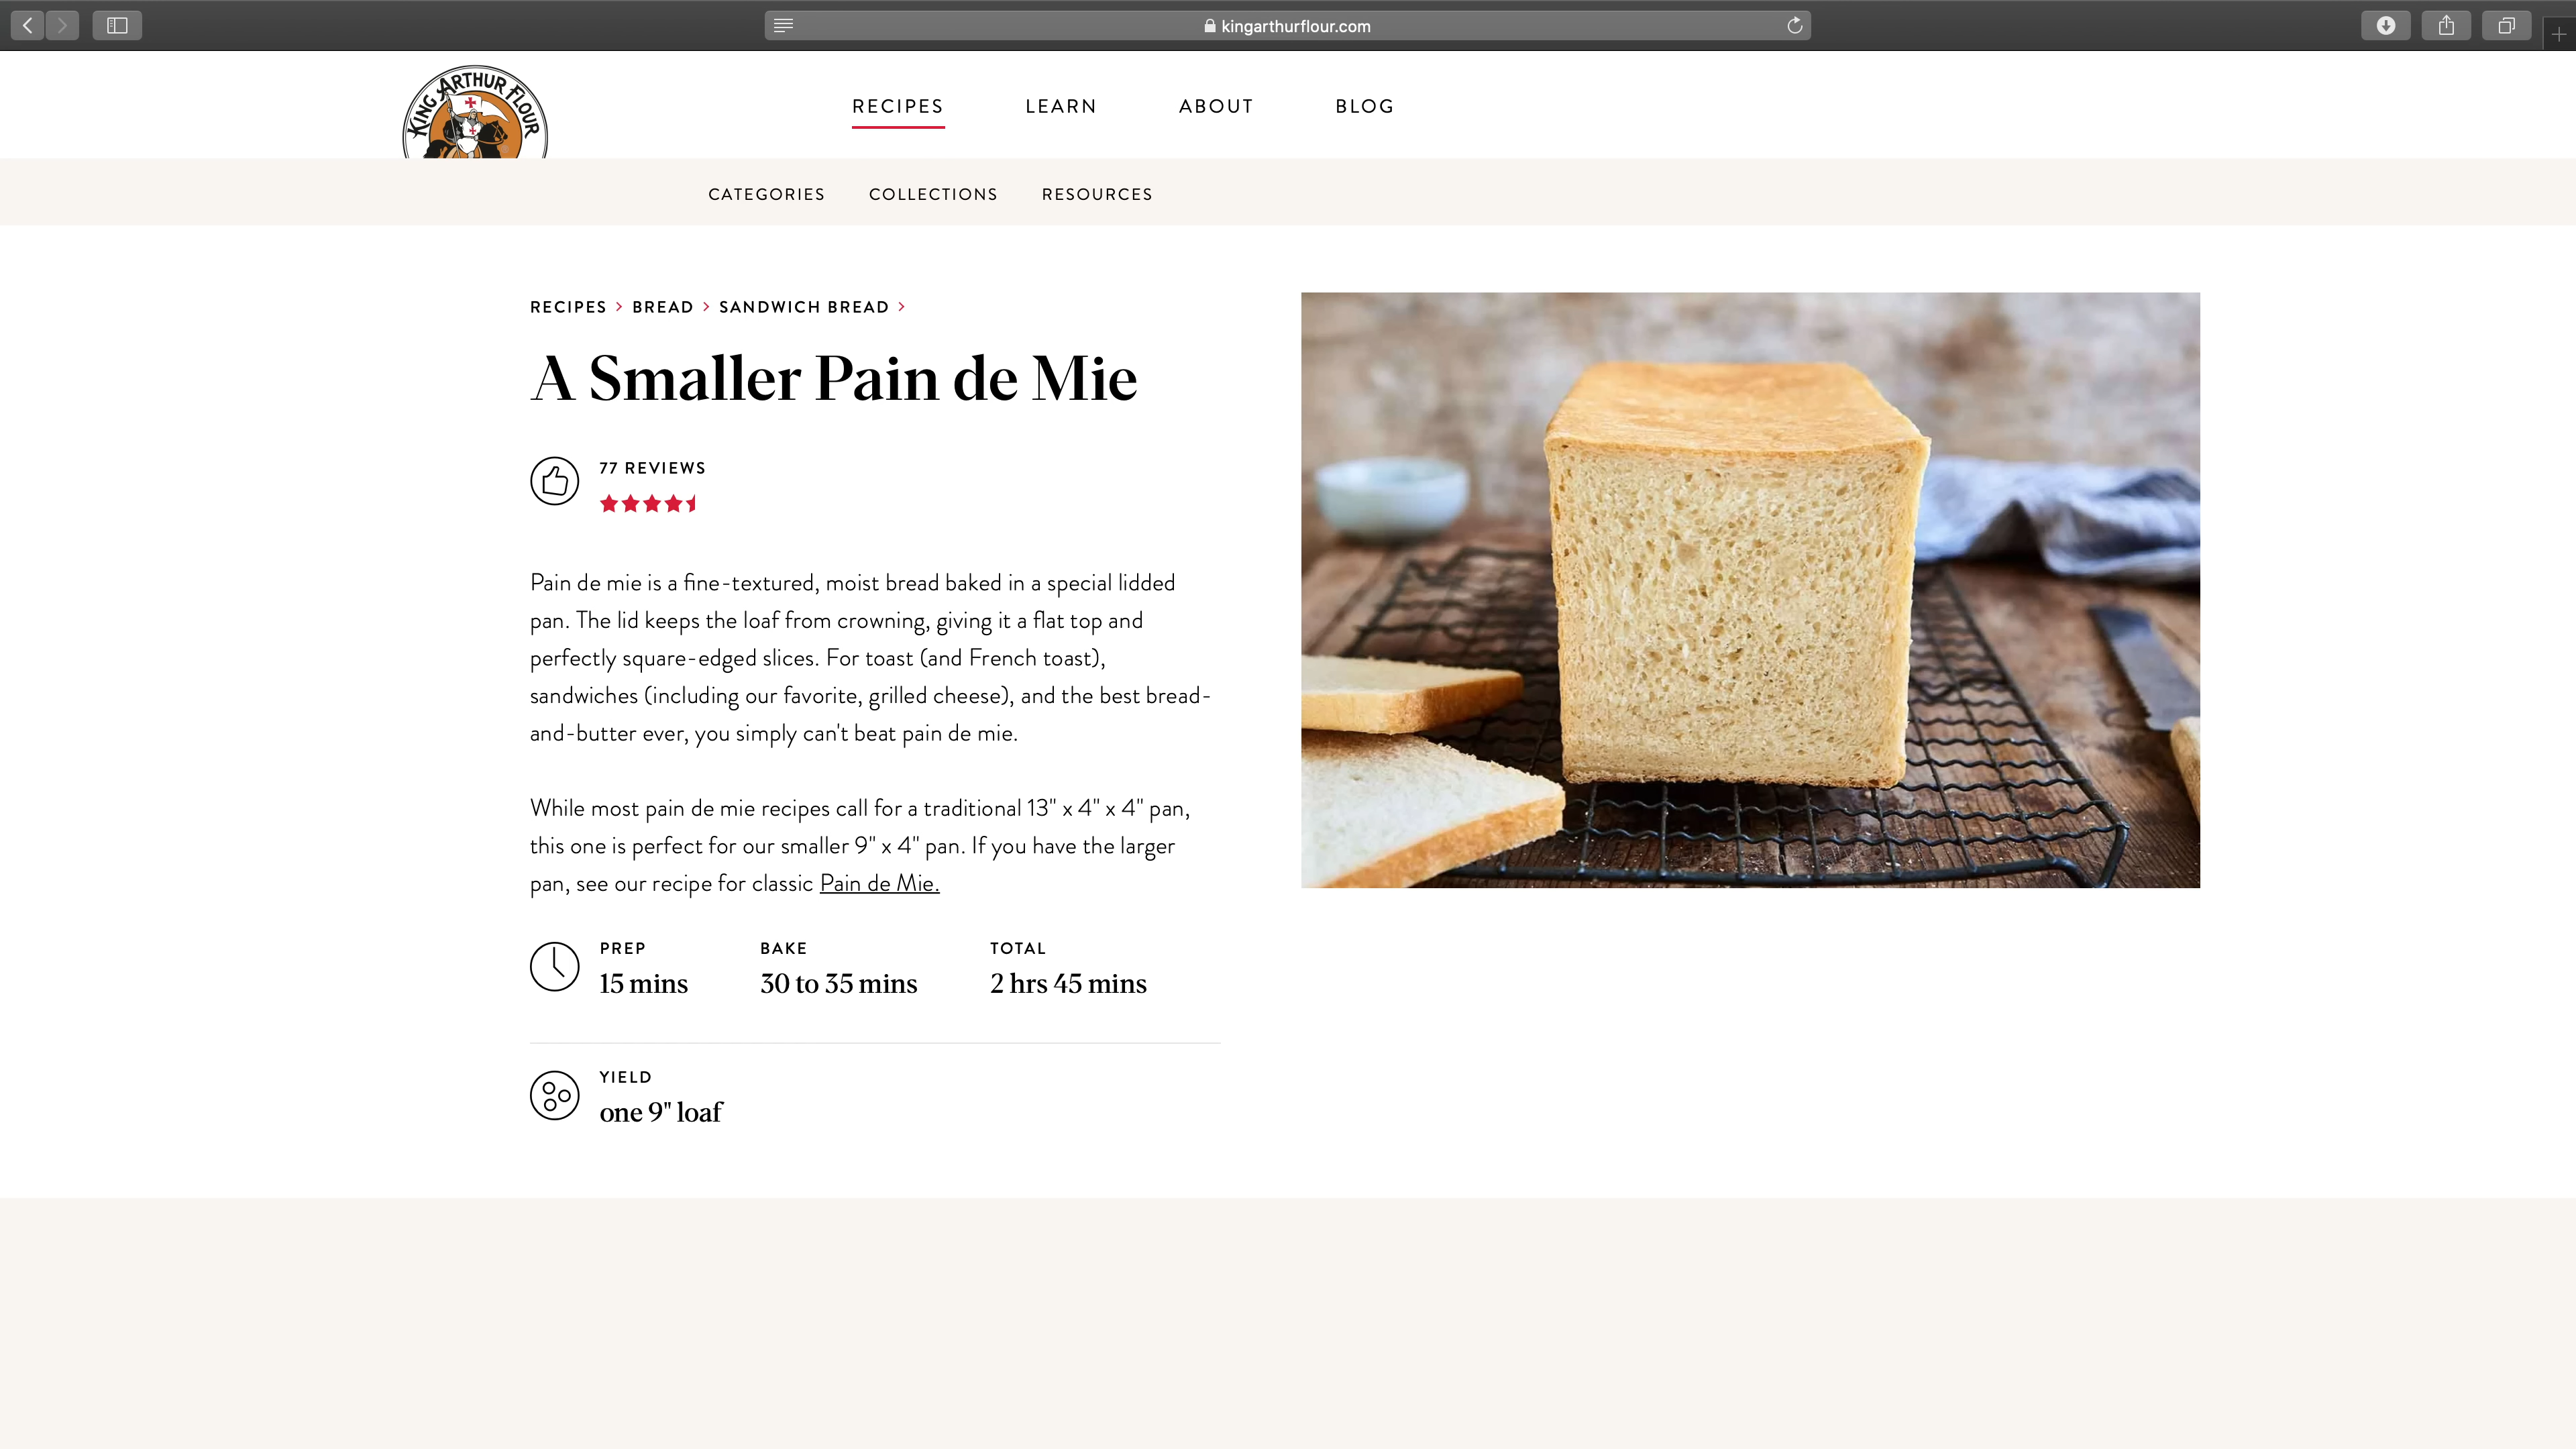 kingarthurflour.com
KING ARTHUR FLOUR
RECIPES LEARN ABOUT BLOG
CATEGORIES COLLECTIONS RESOURCES
RECIPES > BREAD > SANDWICH BREAD >
A Smaller Pain de Mie
77 REVIEWS
Pain de mie is a fine-textured, moist bread baked in a special lidded
pan. The lid keeps the loaf from crowning, giving it a flat top and
perfectly square-edged slices. For toast (and French toast),
sandwiches (including our favorite, grilled cheese), and the best bread-
and-butter ever, you simply can't beat pain de mie.
While most pain de mie recipes call for a traditional 13" x 4" x 4" pan,
this one is perfect for our smaller 9" x 4" pan. If you have the larger
pan, see our recipe for classic Pain de Mie.
PREP BAKE TOTAL
15 mins 30 to 35 mins 2 hrs 45 mins
YIELD
one 9" loaf